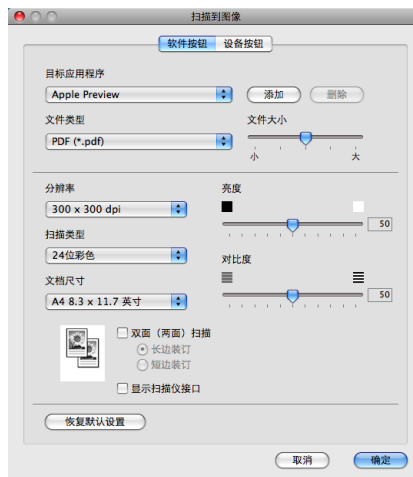 扫描到图像
软件按钮 设备按钮
目标应用程序
Apple Preview 添加 删除
文件类型 文件大小
PDF (*.pdf)
小 大
分辨率 亮度
300 x 300 dpi
50
扫描类型
24位彩色 对比度
文档尺寸
A4 8.3 x 11.7 英寸 50
双面（两面）扫描
长边装订
短边装订
显示扫描仪接口
恢复默认设置
取消 确定